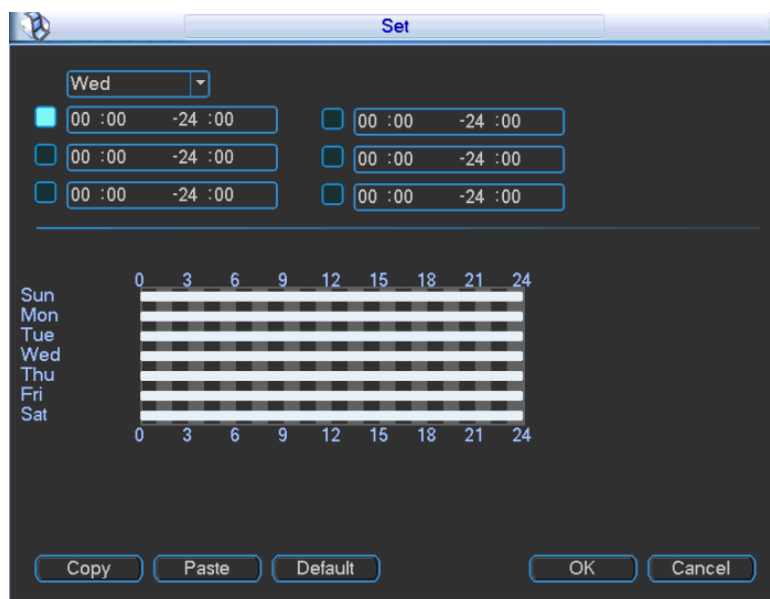 Set
Wed
00 :00 -24 :00 00 :00 -24 :00
00 :00 -24 :00 00 :00 -24 :00
00 :00 -24 :00 00 :00 -24 :00
0 3 6 9 12 15 18 21 24
Sun
Mon
Tue
Wed
Thu
Fri
Sat
0 3 6 9 12 15 18 21 24
Copy Paste Default OK Cancel